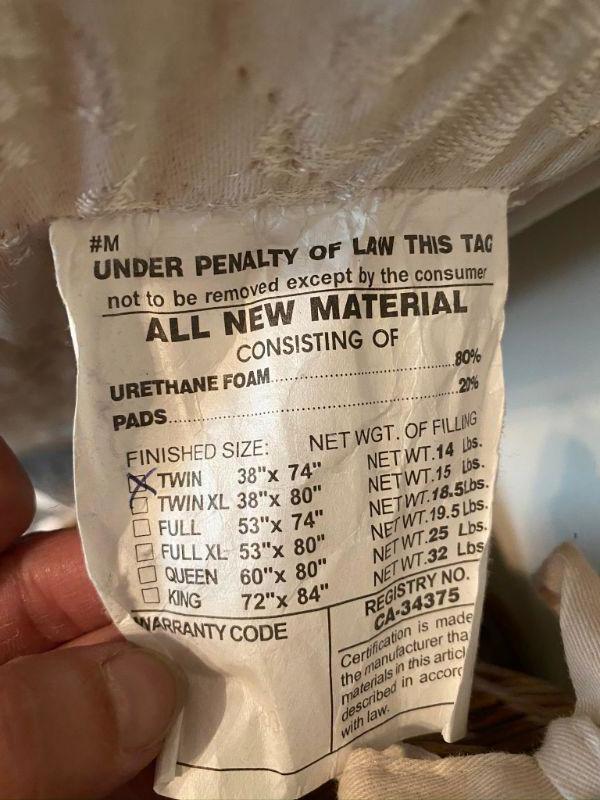 #M
UNDER PENALTY OF LAW THIS TAG
not to be removed except by the consumer
ALL NEW MATERIAL
CONSISTING OF
URETHANE FOAM..............................80%
PADS..............................20%
FINISHED SIZE: NET WGT. OF FILLING
TWIN 38"x 74" NET WT.14 Lbs.
TWIN XL 38"x 80" NET WT.15 Lbs.
FULL 53"x 74" NET WT.18.5Lbs.
FULL XL 53"x 80" NET WT.19.5 Lbs.
QUEEN 60"x 80" NET WT.25 Lbs.
KING 72"x 84" NET WT.32 Lbs
WARRANTY CODE
REGISTRY NO.
CA-34375
Certification is made
the manufacturer tha
materials in this articl
described in accord
with law.